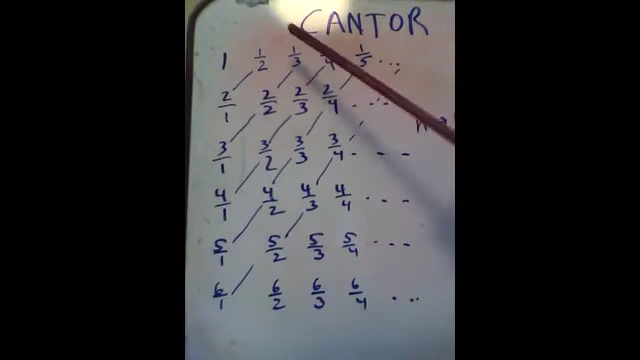 CANTOR
1 1/2 1/3 1/4 1/5 ...
2/1 2/2 2/3 2/4 ...
3/1 3/2 3/3 3/4 ...
4/1 4/2 4/3 4/4 ...
5/1 5/2 5/3 5/4 ...
6/1 6/2 6/3 6/4 ...